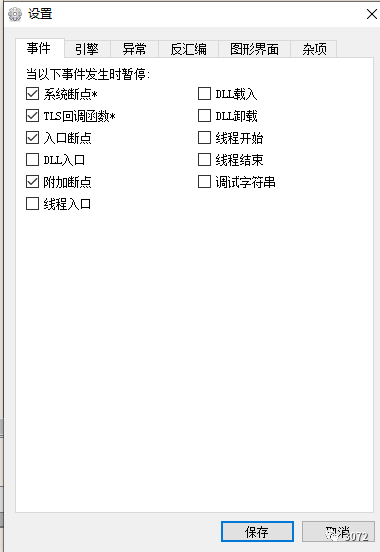 设置
事件 引擎 异常 反汇编 图形界面 杂项
当以下事件发生时暂停:
系统断点* DLL载入
TLS回调函数* DLL卸载
入口断点 线程开始
DLL入口 线程结束
附加断点 调试字符串
线程入口
保存 取消
3072